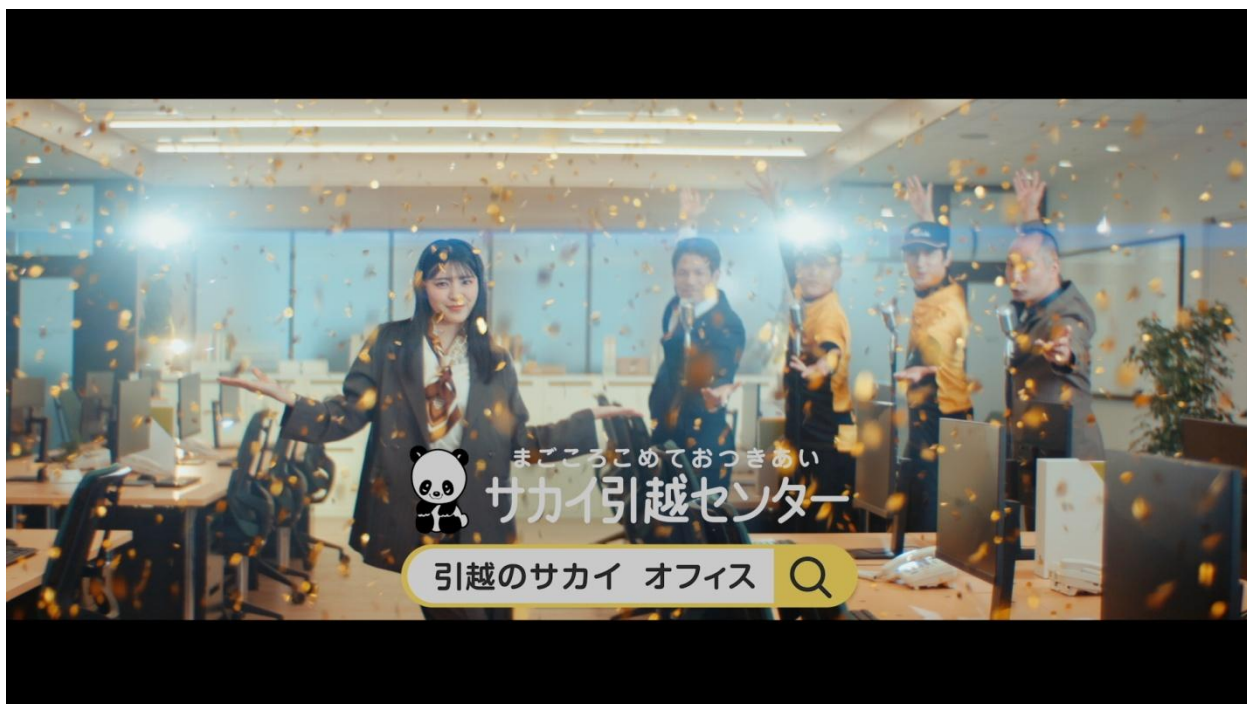 まごころこめておつきあい
サカイ引越センター
引越のサカイ オフィス